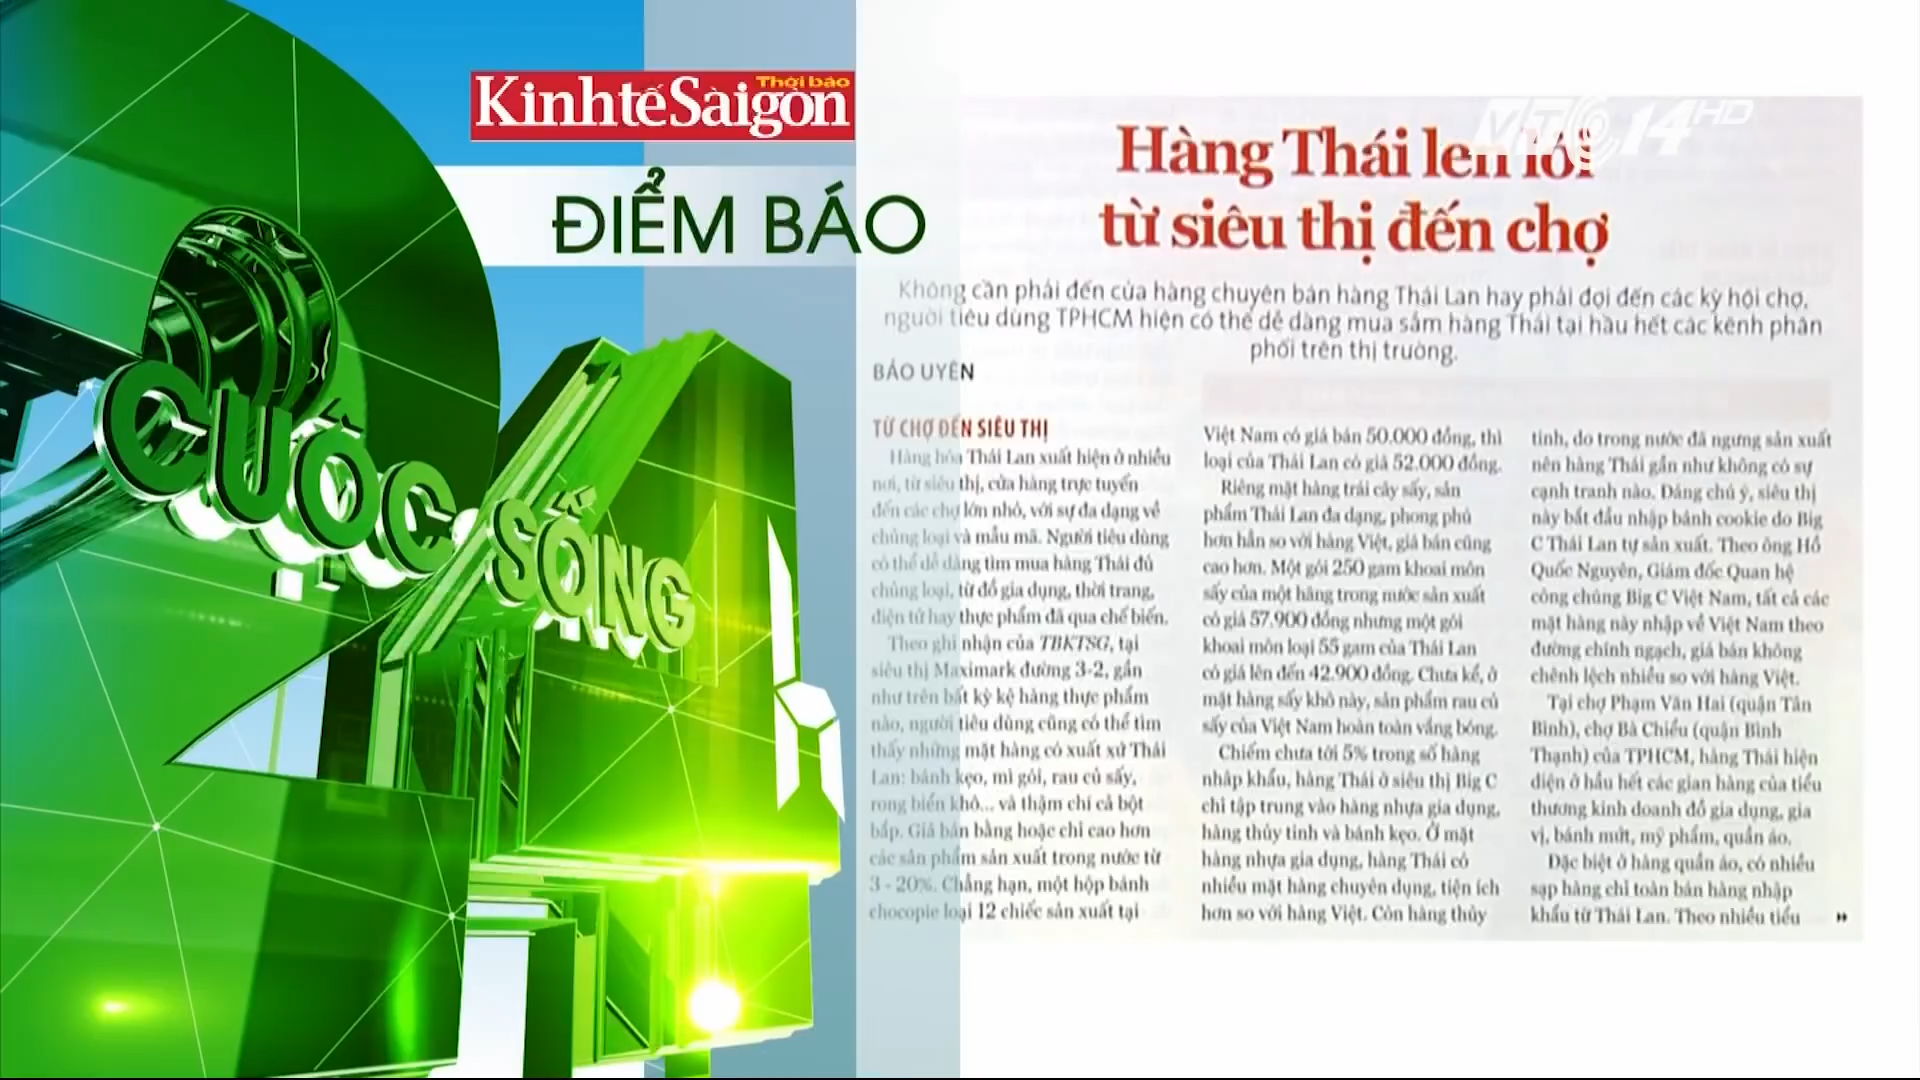 Thời báo
Kinh tế Sài gòn
ĐIỂM BÁO
CUỘC SỐNG
24h
VTC14HD
Hàng Thái len lỏi
từ siêu thị đến chợ
Không cần phải đến cửa hàng chuyên bán hàng Thái Lan hay phải đợi đến các kỳ hội chợ,
người tiêu dùng TPHCM hiện có thể dễ dàng mua sắm hàng Thái tại hầu hết các kênh phân
phối trên thị trường.
BẢO UYÊN
TỪ CHỢ ĐẾN SIÊU THỊ
Hàng hóa Thái Lan xuất hiện ở nhiều
nơi, từ siêu thị, cửa hàng trực tuyến
đến các chợ lớn nhỏ, với sự đa dạng về
chủng loại và mẫu mã. Người tiêu dùng
có thể dễ dàng tìm mua hàng Thái đủ
chủng loại, từ đồ gia dụng, thời trang,
điện tử hay thực phẩm đã qua chế biến.
Theo ghi nhận của TBKTSG, tại
siêu thị Maximark đường 3-2, gần
như trên bất kỳ kệ hàng thực phẩm
nào, người tiêu dùng cũng có thể tìm
thấy những mặt hàng có xuất xứ Thái
Lan: bánh kẹo, mì gói, rau củ sấy,
rong biển khô... và thậm chí cả bột
bắp. Giá bán bằng hoặc chỉ cao hơn
các sản phẩm sản xuất trong nước từ
3 - 20%. Chẳng hạn, một hộp bánh
chocopie loại 12 chiếc sản xuất tại
Việt Nam có giá bán 50.000 đồng, thì
loại của Thái Lan có giá 52.000 đồng.
Riêng mặt hàng trái cây sấy, sản
phẩm Thái Lan đa dạng, phong phú
hơn hẳn so với hàng Việt, giá bán cũng
cao hơn. Một gói 250 gam khoai môn
sấy của một hãng trong nước sản xuất
có giá 57.900 đồng nhưng một gói
khoai môn loại 55 gam của Thái Lan
có giá lên đến 42.900 đồng. Chưa kể, ở
mặt hàng sấy khô này, sản phẩm rau củ
sấy của Việt Nam hoàn toàn vắng bóng.
Chiếm chưa tới 5% trong số hàng
nhập khẩu, hàng Thái ở siêu thị Big C
chỉ tập trung vào hàng nhựa gia dụng,
hàng thủy tinh và bánh kẹo. Ở mặt
hàng nhựa gia dụng, hàng Thái có
nhiều mặt hàng chuyên dụng, tiện ích
hơn so với hàng Việt. Còn hàng thủy
tinh, do trong nước đã ngưng sản xuất
nên hàng Thái gần như không có sự
cạnh tranh nào. Đáng chú ý, siêu thị
này bắt đầu nhập bánh cookie do Big
C Thái Lan tự sản xuất. Theo ông Hồ
Quốc Nguyên, Giám đốc Quan hệ
công chúng Big C Việt Nam, tất cả các
mặt hàng này nhập về Việt Nam theo
đường chính ngạch, giá bán không
chênh lệch nhiều so với hàng Việt.
Tại chợ Phạm Văn Hai (quận Tân
Bình), chợ Bà Chiểu (quận Bình
Thạnh) của TPHCM, hàng Thái hiện
diện ở hầu hết các gian hàng của tiểu
thương kinh doanh đồ gia dụng, gia
vị, bánh mứt, mỹ phẩm, quần áo.
Đặc biệt ở hàng quần áo, có nhiều
sạp hàng chỉ toàn bán hàng nhập
khẩu từ Thái Lan. Theo nhiều tiểu